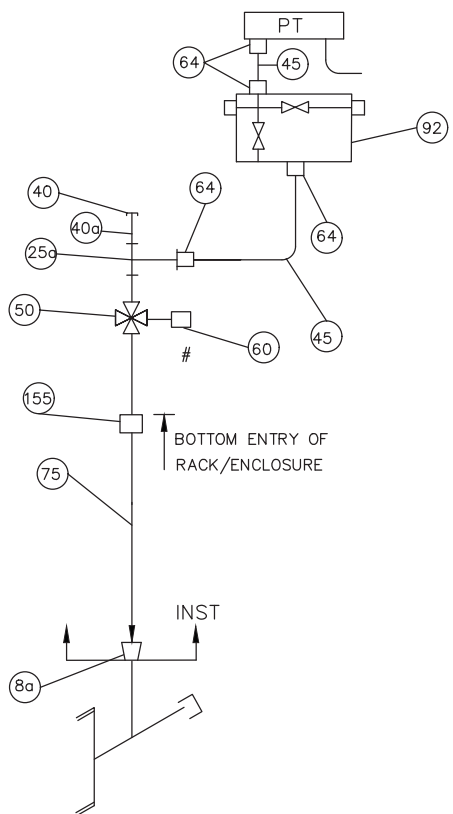 PT
64
45
92
40
64
40a
25a
64
50
45
60
#
155
BOTTOM ENTRY OF
RACK/ENCLOSURE
75
INST
8a